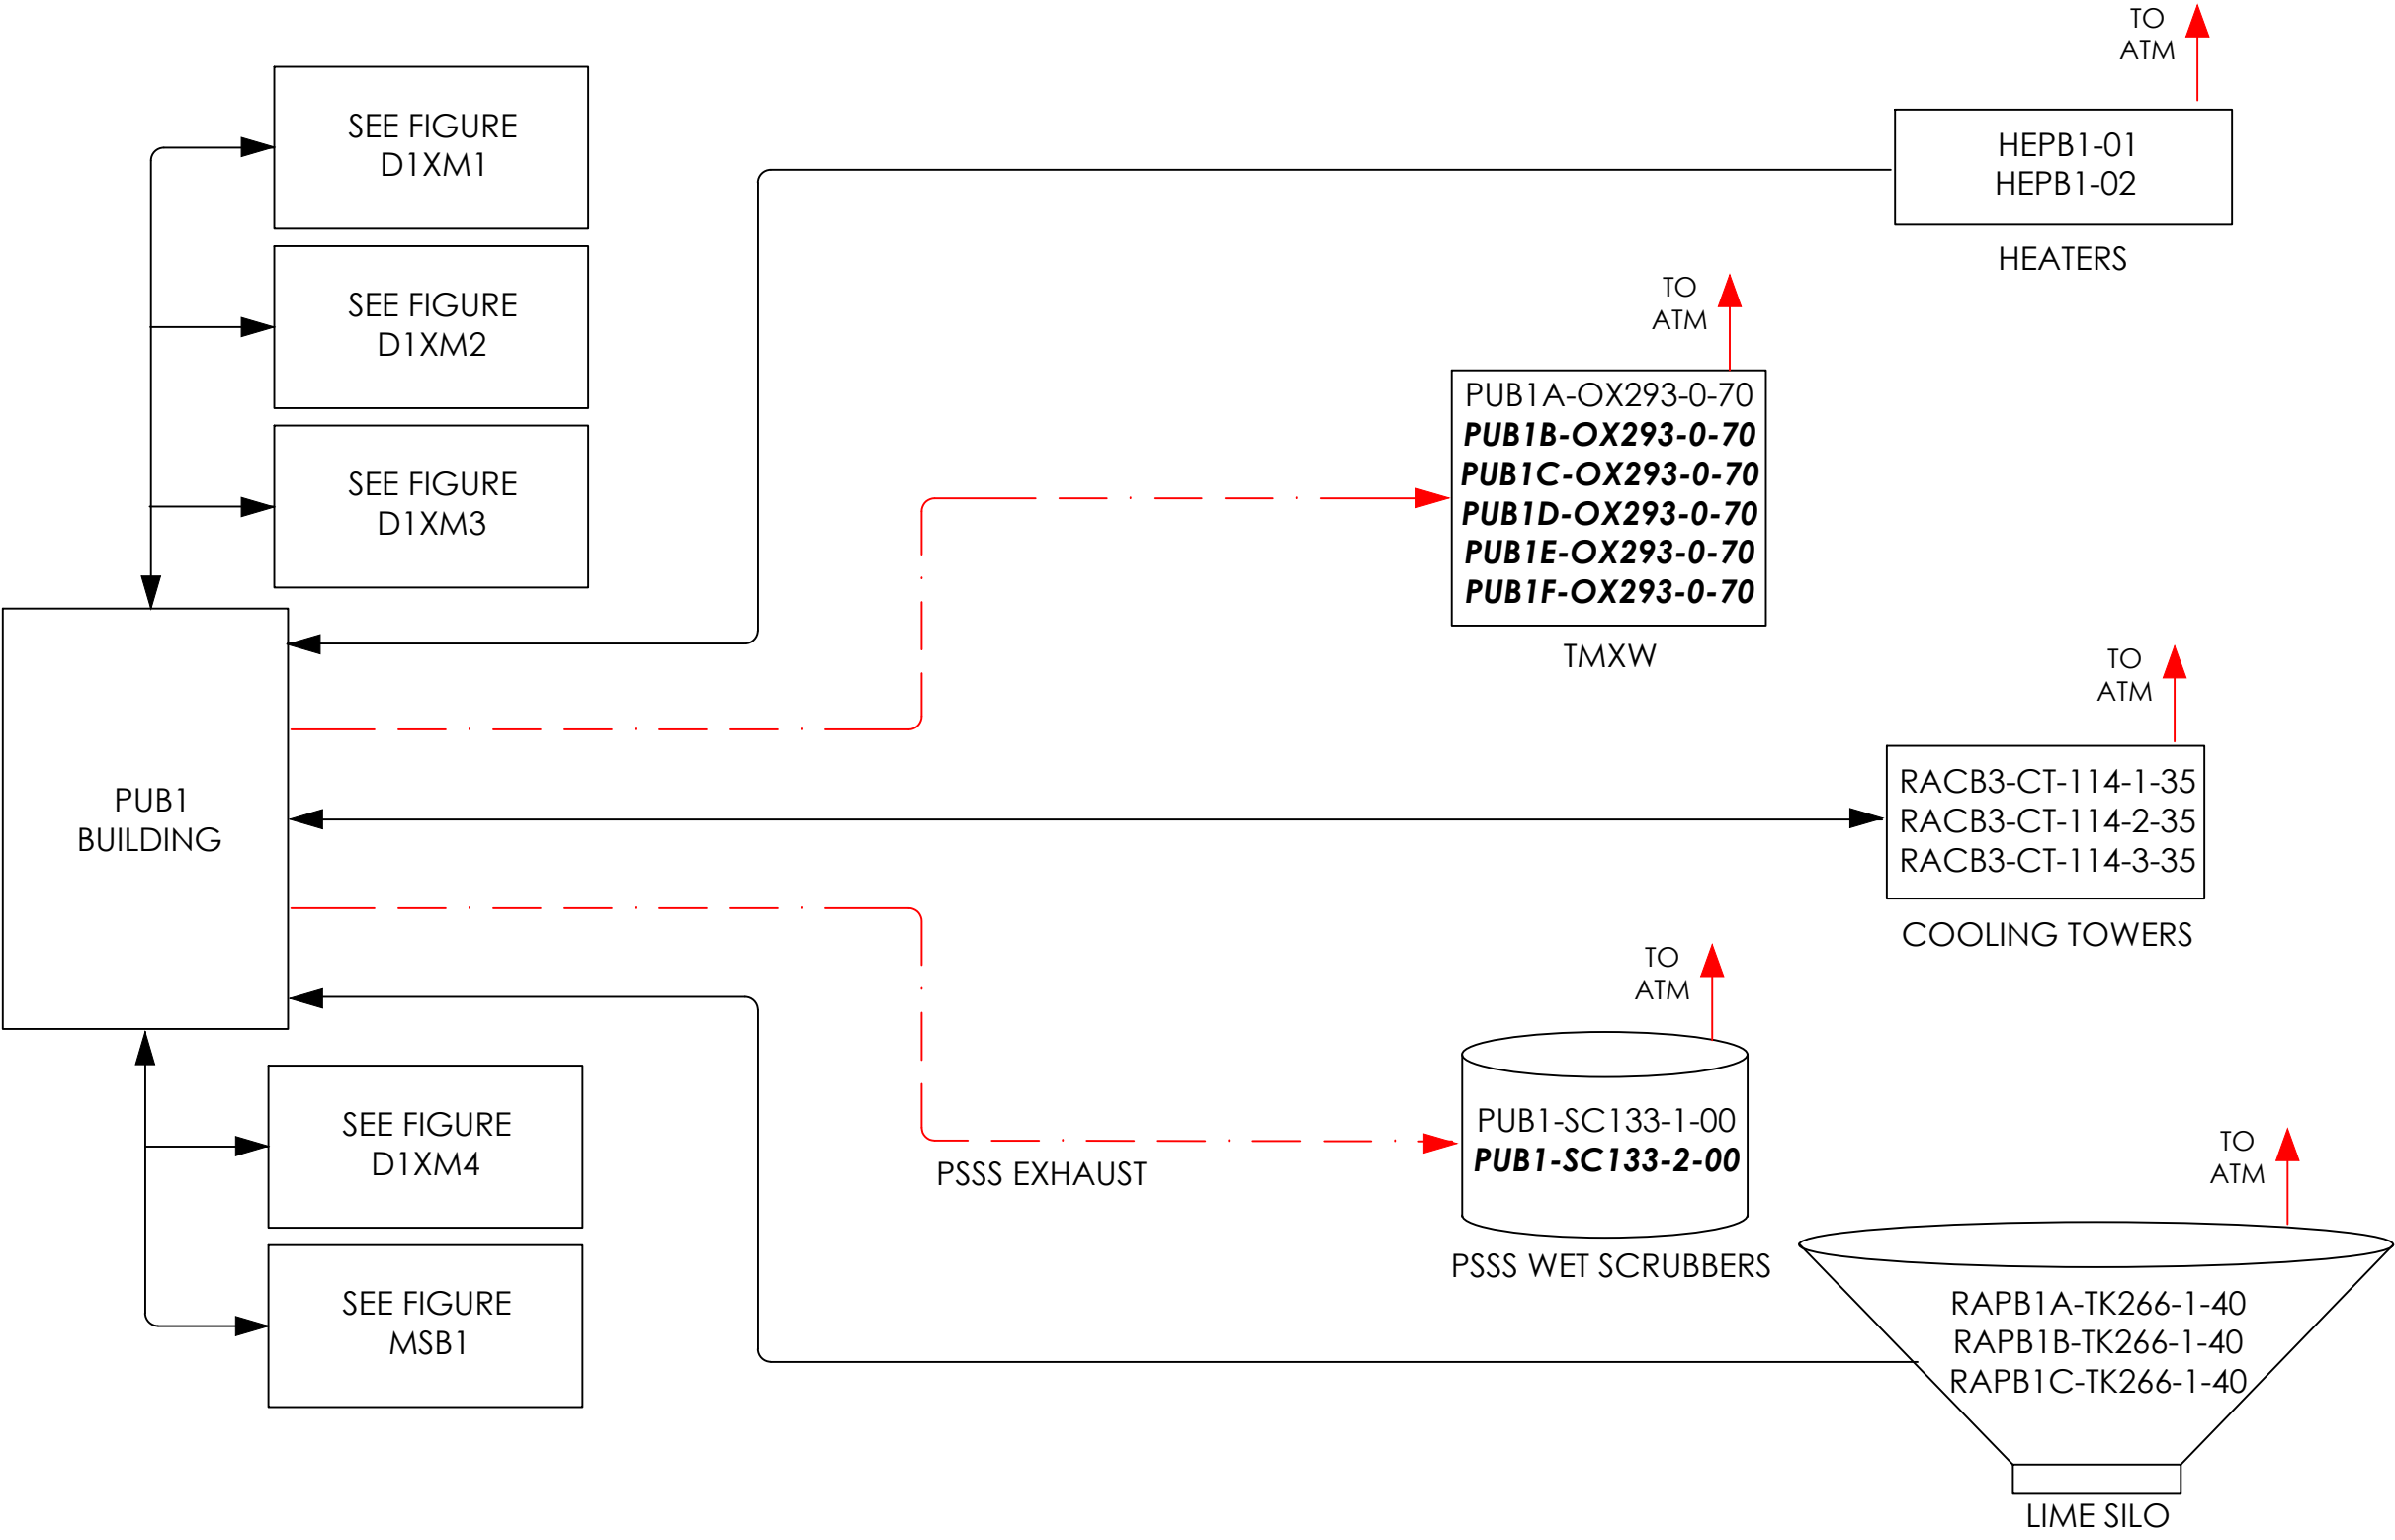 TO
ATM
SEE FIGURE
D1XM1
HEPB1-01
HEPB1-02
HEATERS
SEE FIGURE
D1XM2
TO
ATM
PUB1A-OX293-0-70
PUB1B-OX293-0-70
PUB1C-OX293-0-70
PUB1D-OX293-0-70
PUB1E-OX293-0-70
PUB1F-OX293-0-70
TMXW
SEE FIGURE
D1XM3
TO
ATM
PUB1
BUILDING
RACB3-CT-114-1-35
RACB3-CT-114-2-35
RACB3-CT-114-3-35
COOLING TOWERS
TO
ATM
SEE FIGURE
D1XM4
PSSS EXHAUST
PUB1-SC133-1-00
PUB1-SC133-2-00
PSSS WET SCRUBBERS
TO
ATM
SEE FIGURE
MSB1
RAPB1A-TK266-1-40
RAPB1B-TK266-1-40
RAPB1C-TK266-1-40
LIME SILO